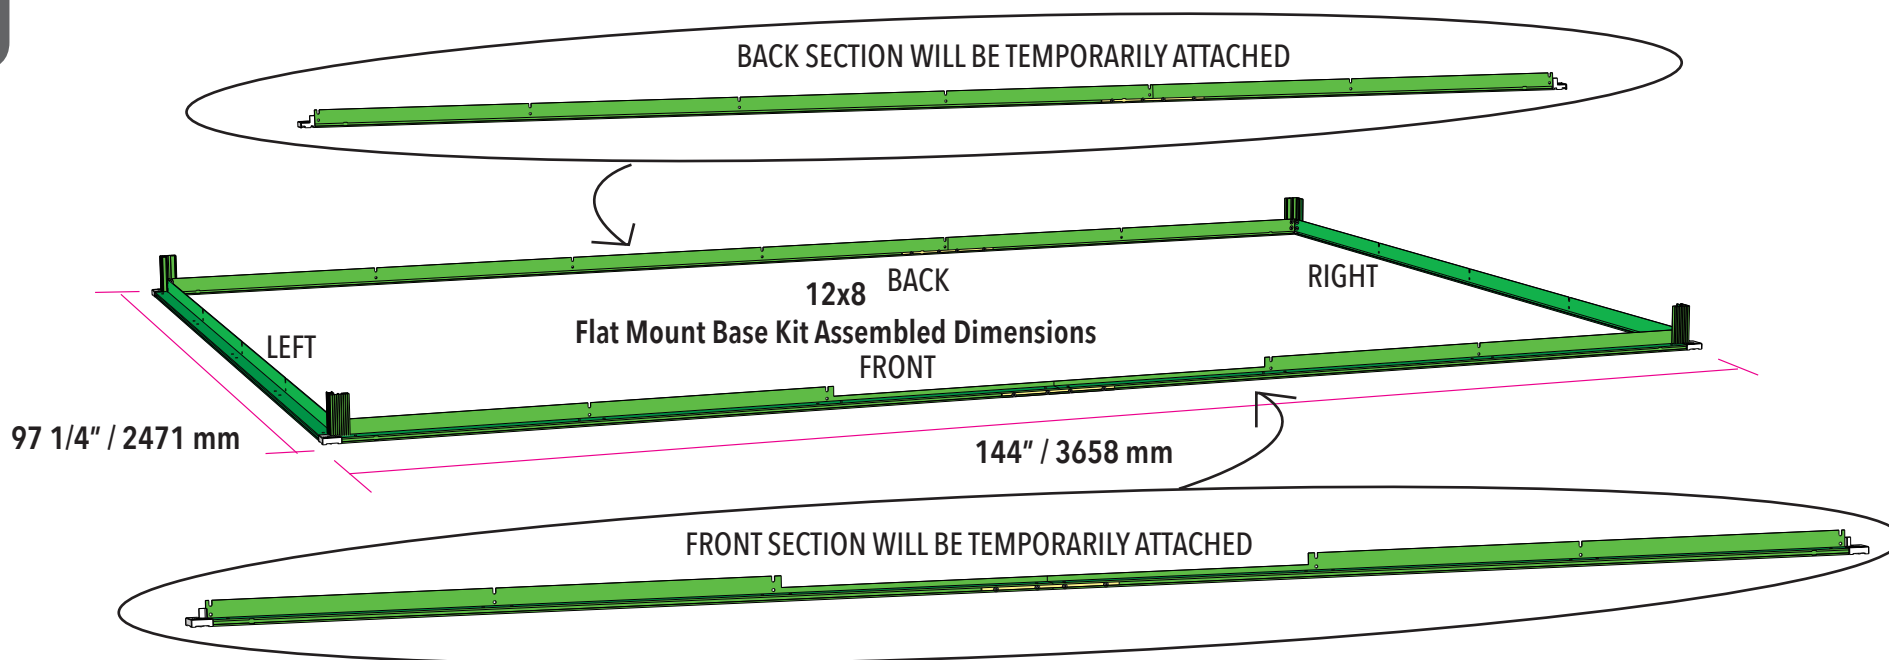 BACK SECTION WILL BE TEMPORARILY ATTACHED
BACK
RIGHT
12x8
Flat Mount Base Kit Assembled Dimensions
LEFT
FRONT
97 1/4" / 2471 mm
144" / 3658 mm
FRONT SECTION WILL BE TEMPORARILY ATTACHED